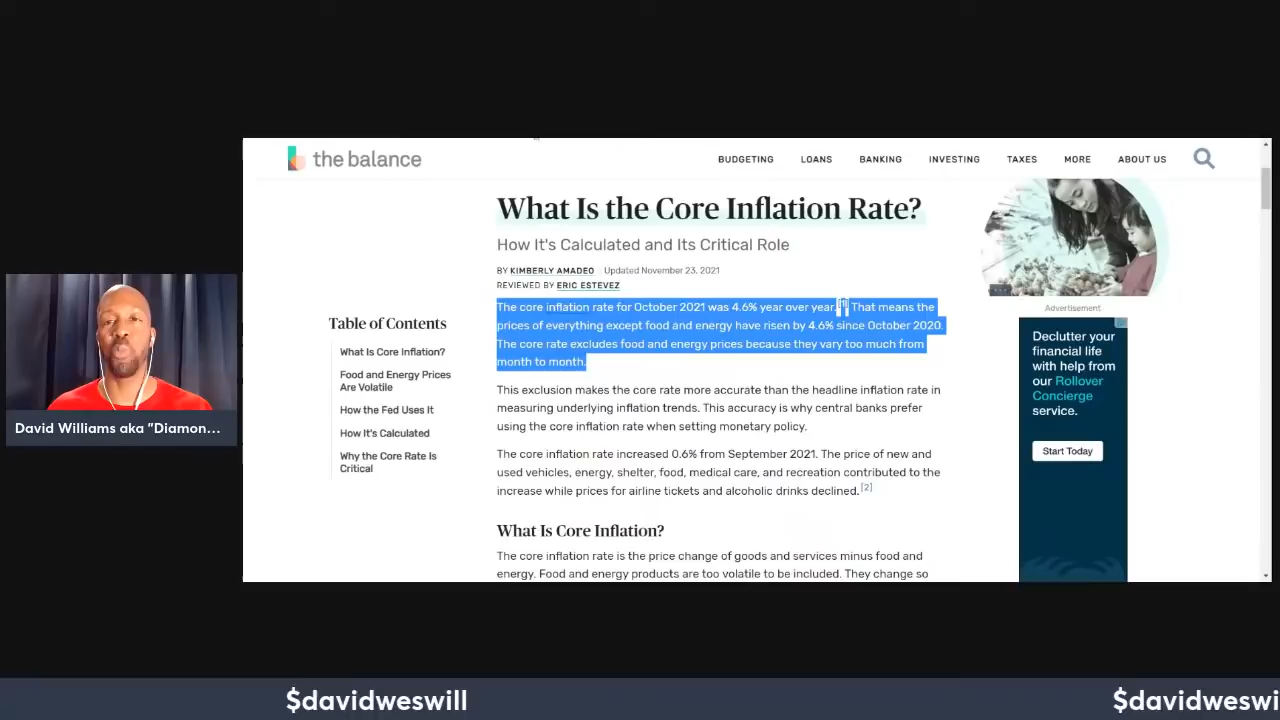 the balance
BUDGETING LOANS BANKING INVESTING TAXES MORE ABOUT US
What Is the Core Inflation Rate?
How It's Calculated and Its Critical Role
BY KIMBERLY AMADEO Updated November 23, 2021
REVIEWED BY ERIC ESTEVEZ
Table of Contents
What Is Core Inflation?
Food and Energy Prices
Are Volatile
How the Fed Uses It
How It's Calculated
Why the Core Rate Is
Critical
The core inflation rate for October 2021 was 4.6% year over year.[1] That means the
prices of everything except food and energy have risen by 4.6% since October 2020.
The core rate excludes food and energy prices because they vary too much from
month to month.
This exclusion makes the core rate more accurate than the headline inflation rate in
measuring underlying inflation trends. This accuracy is why central banks prefer
using the core inflation rate when setting monetary policy.
The core inflation rate increased 0.6% from September 2021. The price of new and
used vehicles, energy, shelter, food, medical care, and recreation contributed to the
increase while prices for airline tickets and alcoholic drinks declined.[2]
What Is Core Inflation?
The core inflation rate is the price change of goods and services minus food and
energy. Food and energy products are too volatile to be included. They change so
Advertisement
Declutter your
financial life
with help from
our Rollover
Concierge
service.
Start Today
David Williams aka "Diamon...
$davidweswill
$davidweswi